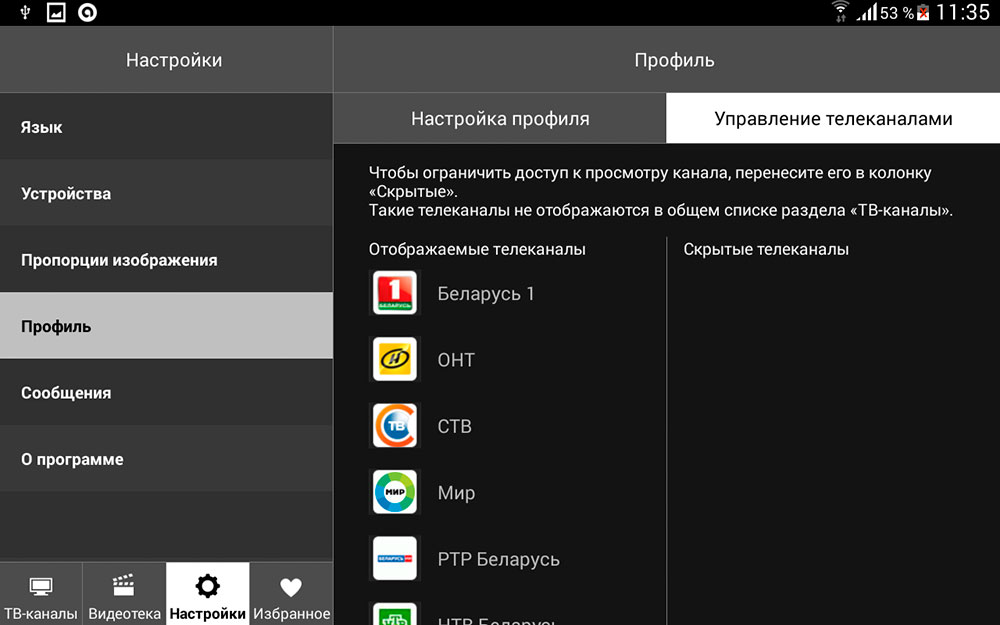 53 % 11:35
Настройки
Профиль
Язык
Устройства
Пропорции изображения
Профиль
Сообщения
О программе
ТВ-каналы
Видеотека
Настройки
Избранное
Настройка профиля
Управление телеканалами
Чтобы ограничить доступ к просмотру канала, перенесите его в колонку
«Скрытые».
Такие телеканалы не отображаются в общем списке раздела «ТВ-каналы».
Отображаемые телеканалы
Скрытые телеканалы
1
БЕЛАРУСЬ
Беларусь 1
ОНТ
ТВ
СТВ
МИР
Мир
БЕЛАРУСЬ
РТР Беларусь
НТВ
НТВ Беларусь